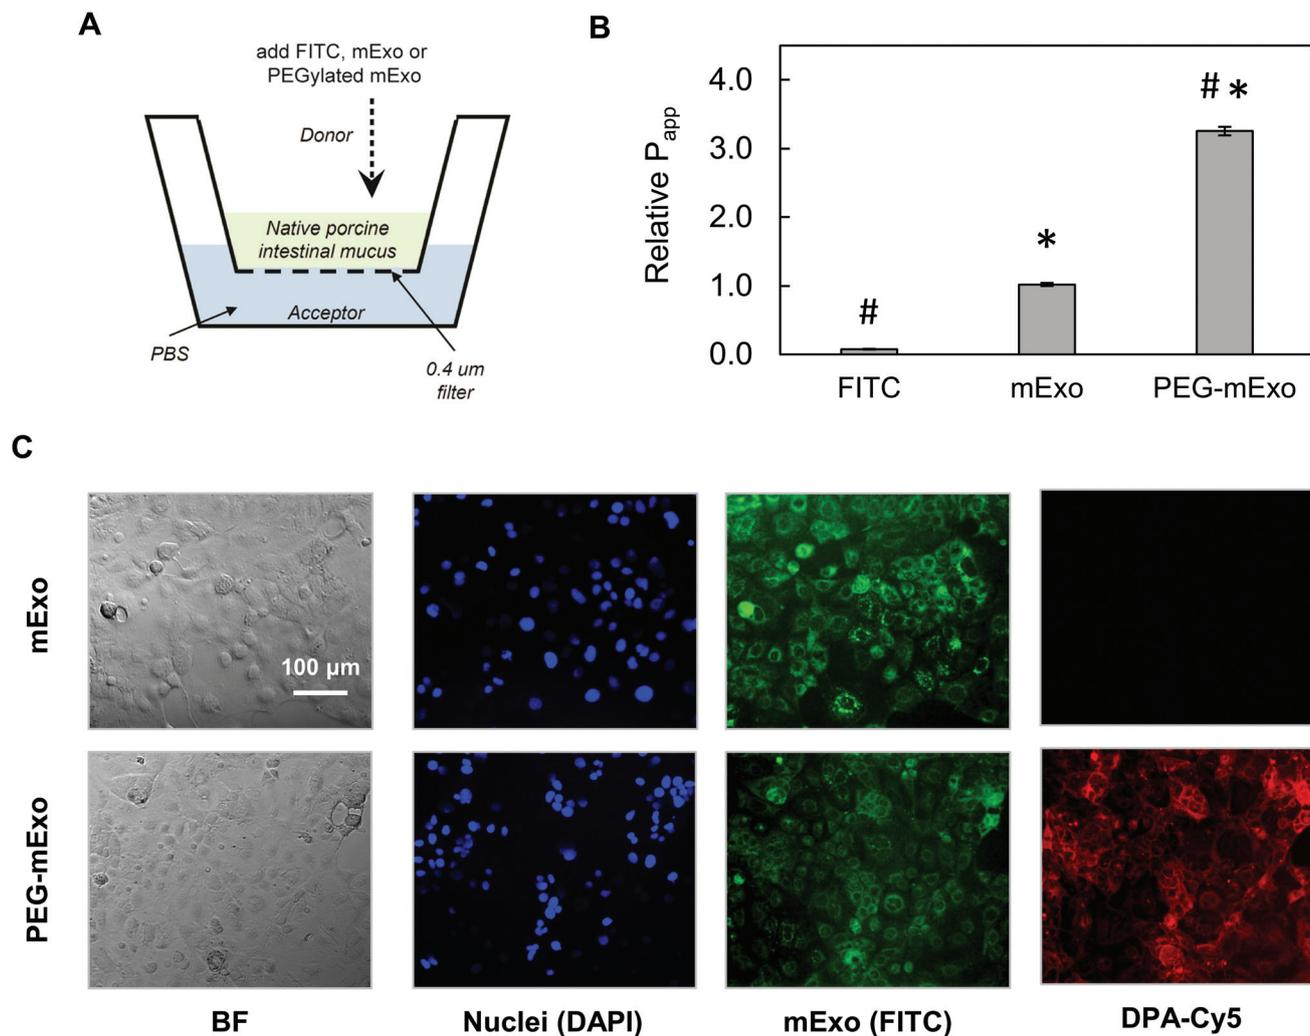 A
add FITC, mExo or
PEGylated mExo
Donor
Native porcine
intestinal mucus
Acceptor
PBS
0.4 um
filter
B
Relative Papp
4.0
3.0
2.0
1.0
0.0
#
*
# *
FITC
mExo
PEG-mExo
C
mExo
100 µm
PEG-mExo
BF
Nuclei (DAPI)
mExo (FITC)
DPA-Cy5